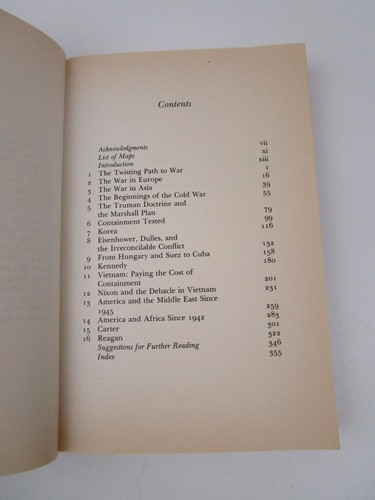 Contents
Acknowledgments vii
List of Maps xi
Introduction xiii
1 The Twisting Path to War 1
2 The War in Europe 16
3 The War in Asia 39
4 The Beginnings of the Cold War 55
5 The Truman Doctrine and
the Marshall Plan 79
6 Containment Tested 99
7 Korea 116
8 Eisenhower, Dulles, and
the Irreconcilable Conflict 132
9 From Hungary and Suez to Cuba 158
10 Kennedy 180
11 Vietnam: Paying the Cost of
Containment 201
12 Nixon and the Debacle in Vietnam 231
13 America and the Middle East Since
1945 259
14 America and Africa Since 1942 283
15 Carter 301
16 Reagan 322
Suggestions for Further Reading 346
Index 355